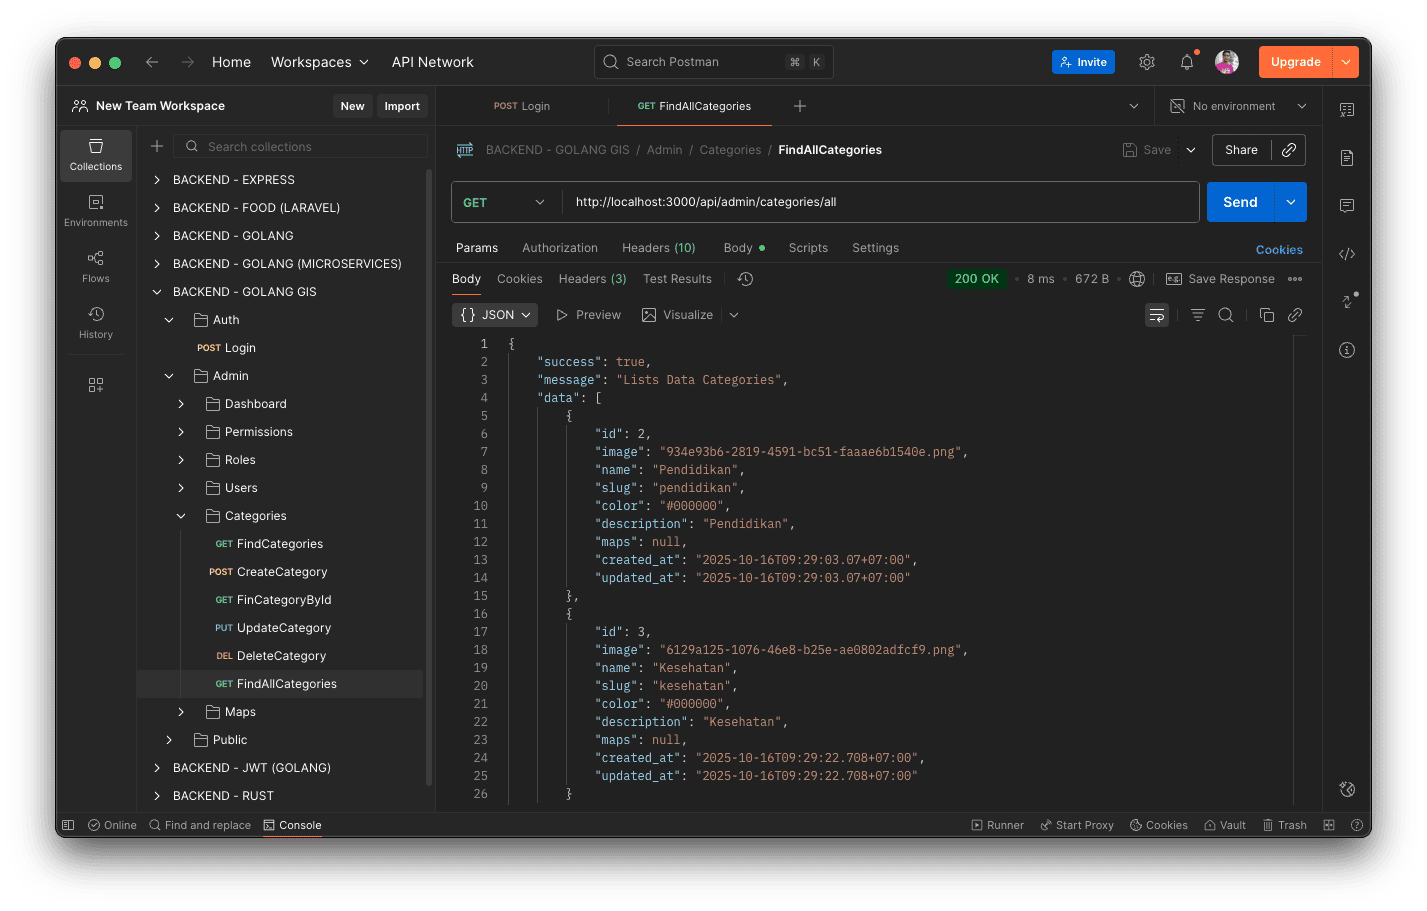 Home
Workspaces
API Network
Search Postman
⌘
K
Invite
Upgrade
New Team Workspace
New
Import
POST Login
GET FindAllCategories
No environment
Collections
Environments
Flows
History
Search collections
BACKEND - EXPRESS
BACKEND - FOOD (LARAVEL)
BACKEND - GOLANG
BACKEND - GOLANG (MICROSERVICES)
BACKEND - GOLANG GIS
Auth
POST Login
Admin
Dashboard
Permissions
Roles
Users
Categories
GET FindCategories
POST CreateCategory
GET FinCategoryById
PUT UpdateCategory
DEL DeleteCategory
GET FindAllCategories
Maps
Public
BACKEND - JWT (GOLANG)
BACKEND - RUST
HTTP
BACKEND - GOLANG GIS / Admin / Categories / FindAllCategories
Save
Share
GET
http://localhost:3000/api/admin/categories/all
Send
Params
Authorization
Headers (10)
Body
Scripts
Settings
Cookies
Body
Cookies
Headers (3)
Test Results
200 OK
8 ms
672 B
e.g. Save Response
{} JSON
Preview
Visualize
1 {
2 "success": true,
3 "message": "Lists Data Categories",
4 "data": [
5 {
6 "id": 2,
7 "image": "934e93b6-2819-4591-bc51-faaae6b1540e.png",
8 "name": "Pendidikan",
9 "slug": "pendidikan",
10 "color": "#000000",
11 "description": "Pendidikan",
12 "maps": null,
13 "created_at": "2025-10-16T09:29:03.07+07:00",
14 "updated_at": "2025-10-16T09:29:03.07+07:00"
15 },
16 {
17 "id": 3,
18 "image": "6129a125-1076-46e8-b25e-ae0802adfcf9.png",
19 "name": "Kesehatan",
20 "slug": "kesehatan",
21 "color": "#000000",
22 "description": "Kesehatan",
23 "maps": null,
24 "created_at": "2025-10-16T09:29:22.708+07:00",
25 "updated_at": "2025-10-16T09:29:22.708+07:00"
26 }
Online
Find and replace
Console
Runner
Start Proxy
Cookies
Vault
Trash